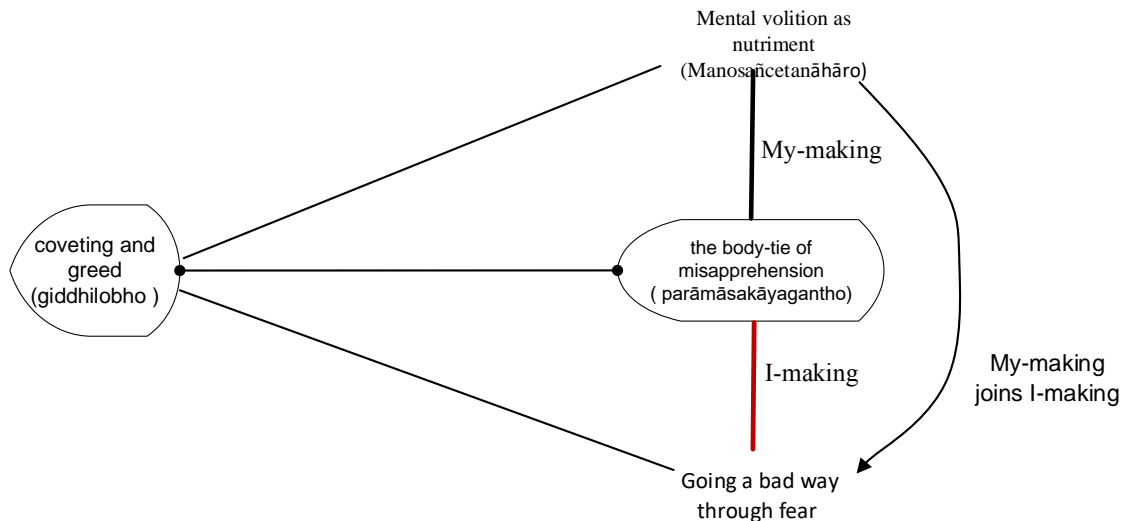 Mental volition as
nutriment
(Manosañcetanāhāro)
My-making
coveting and
greed
(giddhilobho )
the body-tie of
misapprehension
( parāmāsakāyagantho)
I-making
My-making
joins I-making
Going a bad way
through fear